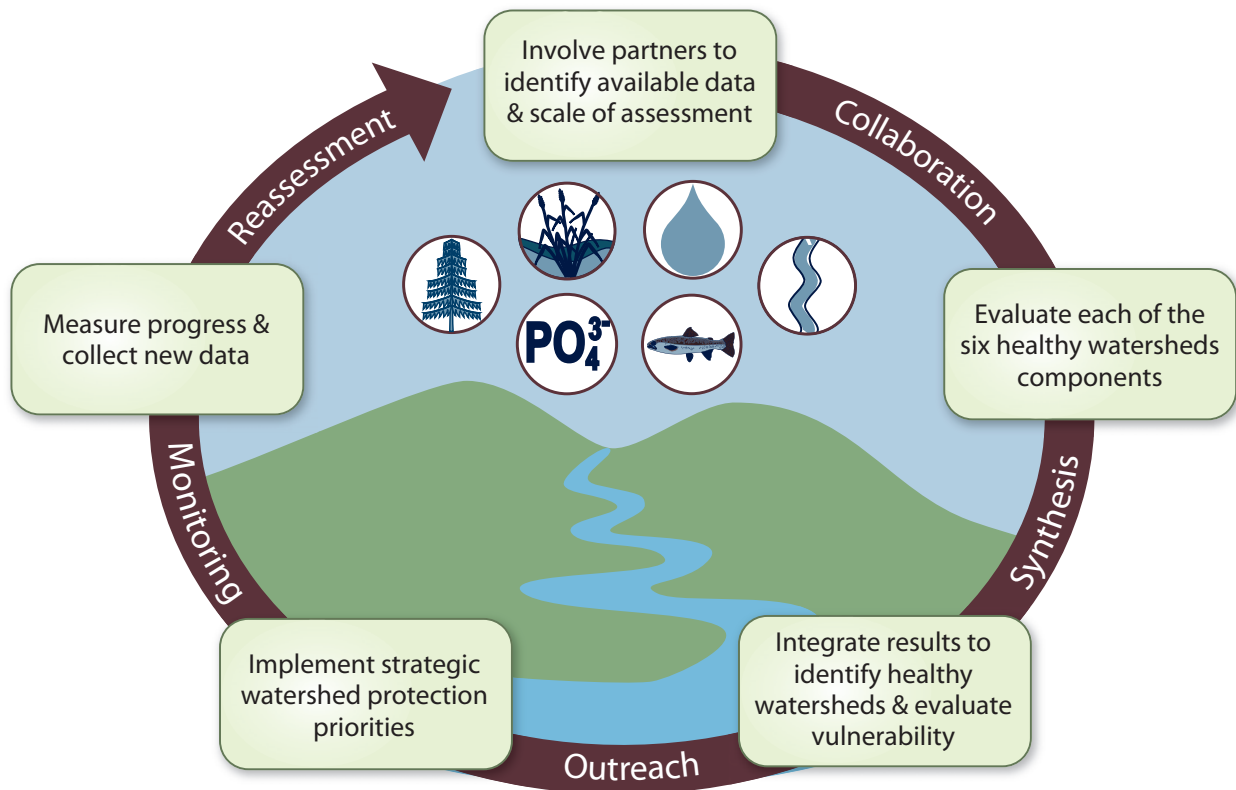 Involve partners to
identify available data
& scale of assessment
Collaboration
Evaluate each of the
six healthy watersheds
components
Synthesis
Integrate results to
identify healthy
watersheds & evaluate
vulnerability
Outreach
Implement strategic
watershed protection
priorities
Monitoring
Measure progress &
collect new data
Reassessment
PO₄³⁻